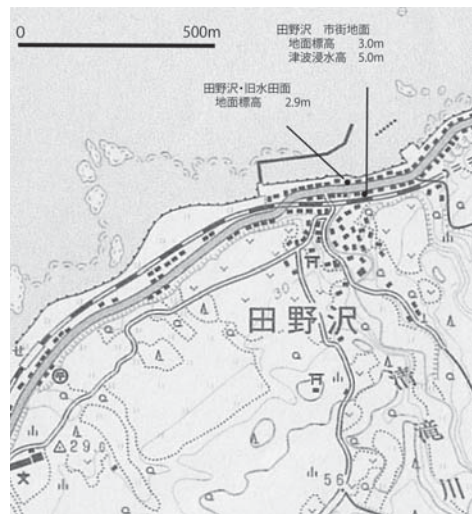 0 500m
田野沢 市街地面
地面標高 3.0m
津波浸水高 5.0m
田野沢・旧水田面
地面標高 2.9m
30
田野沢
清
滝
川
29.
56